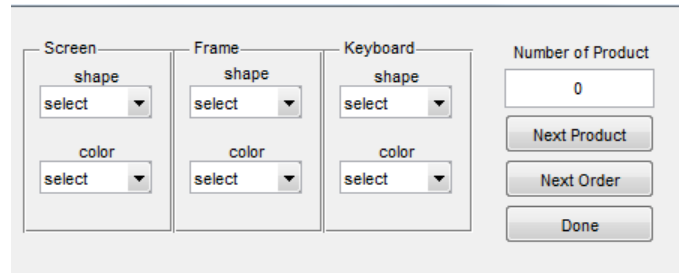 Screen Frame Keyboard
shape shape shape
select select select
color color color
select select select
Number of Product
0
Next Product
Next Order
Done